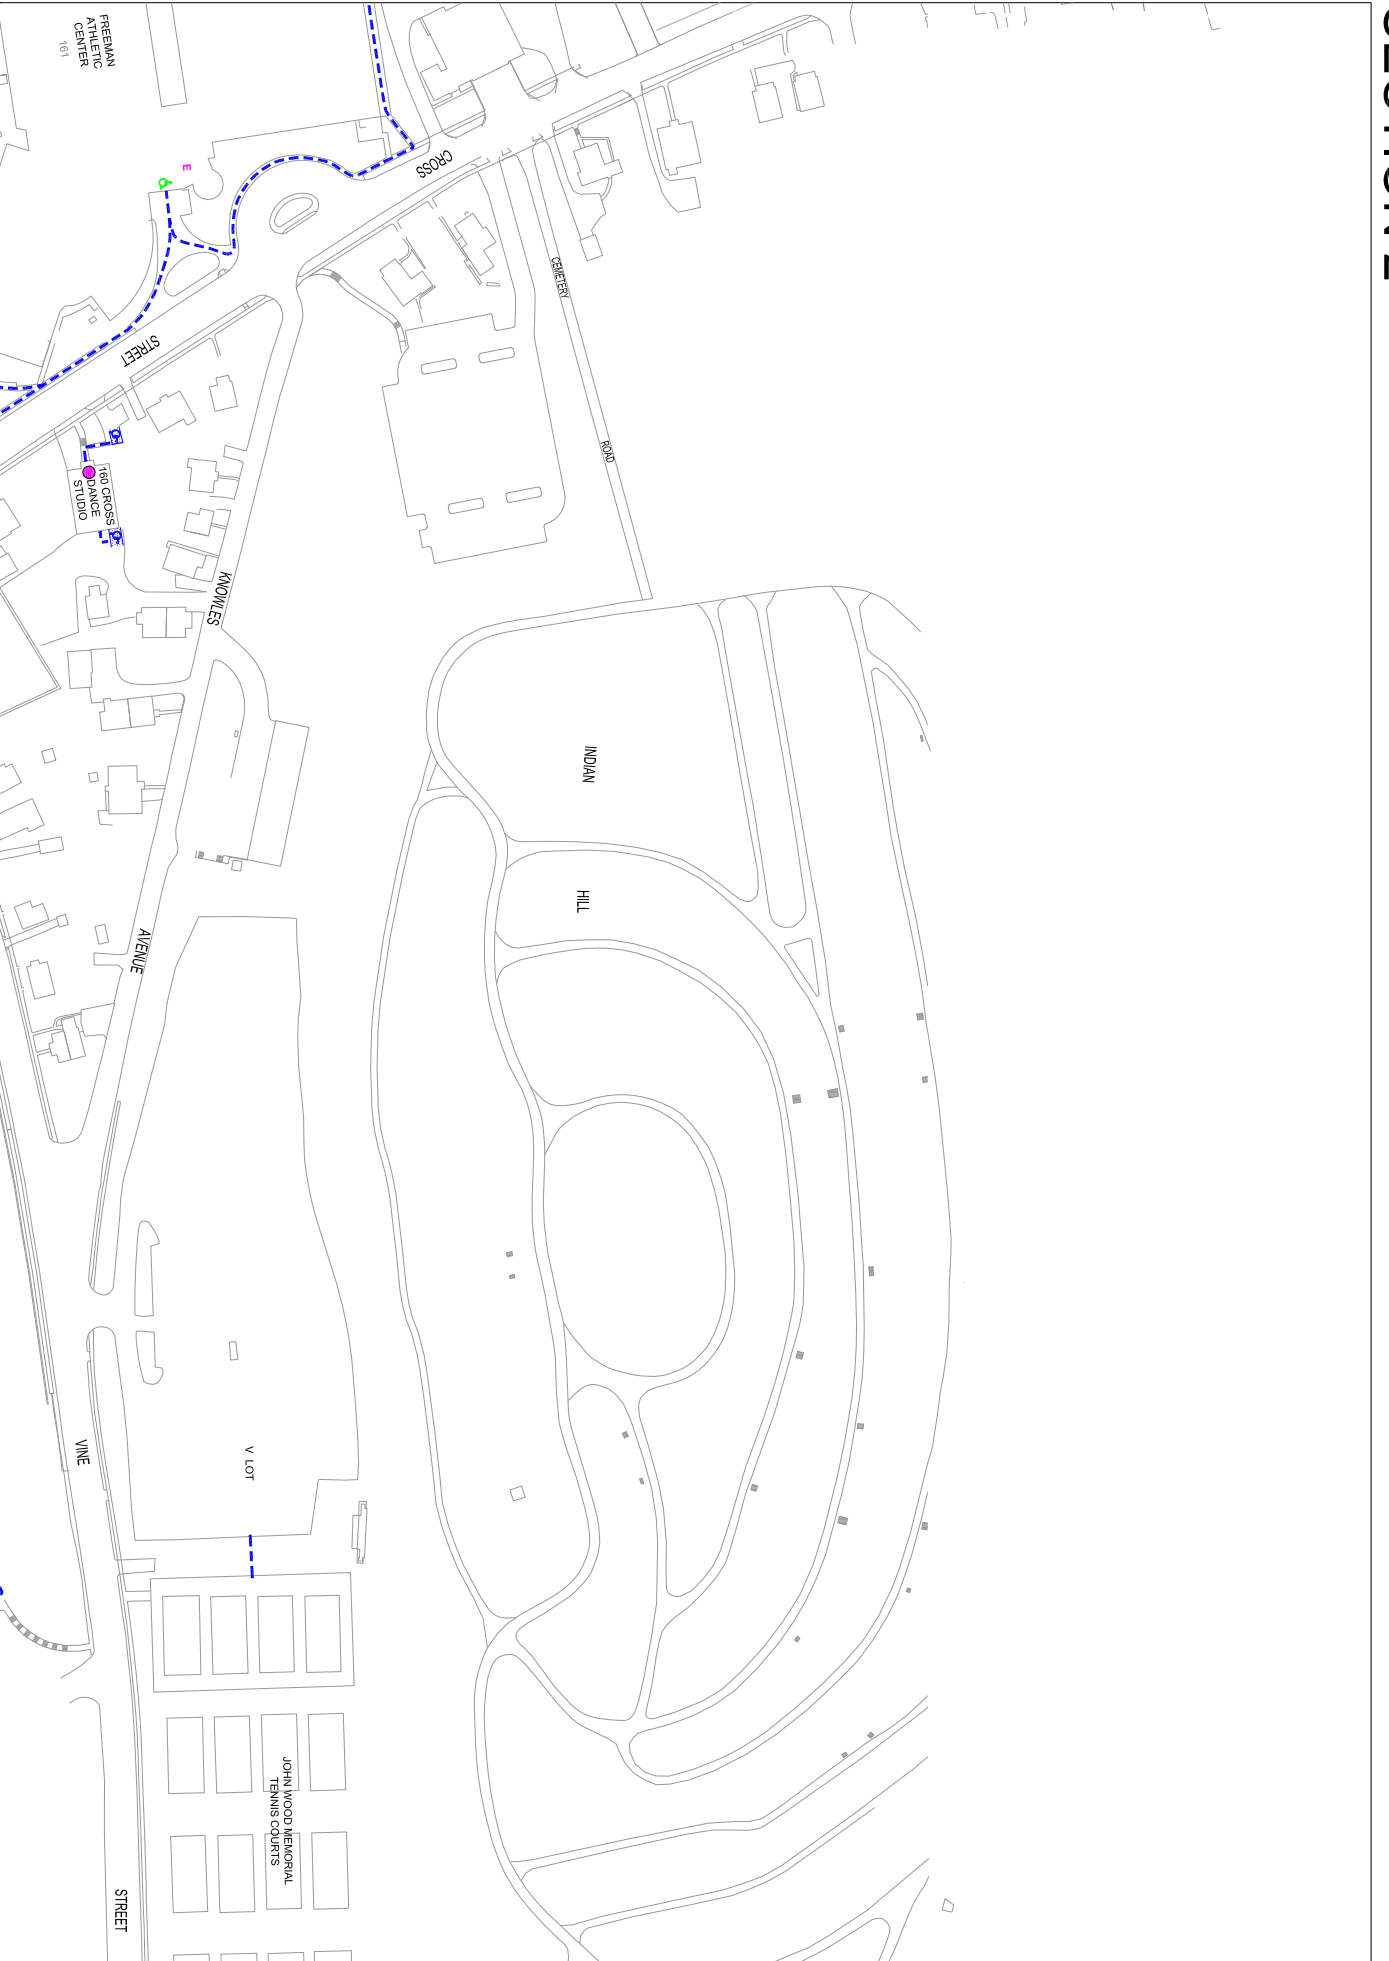 FREEMAN
ATHLETIC
CENTER
161
E
CROSS
STREET
CEMETERY
ROAD
160 CROSS
DANCE
STUDIO
KNOWLES
AVENUE
INDIAN
HILL
VINE
STREET
V LOT
JOHN WOOD MEMORIAL
TENNIS COURTS